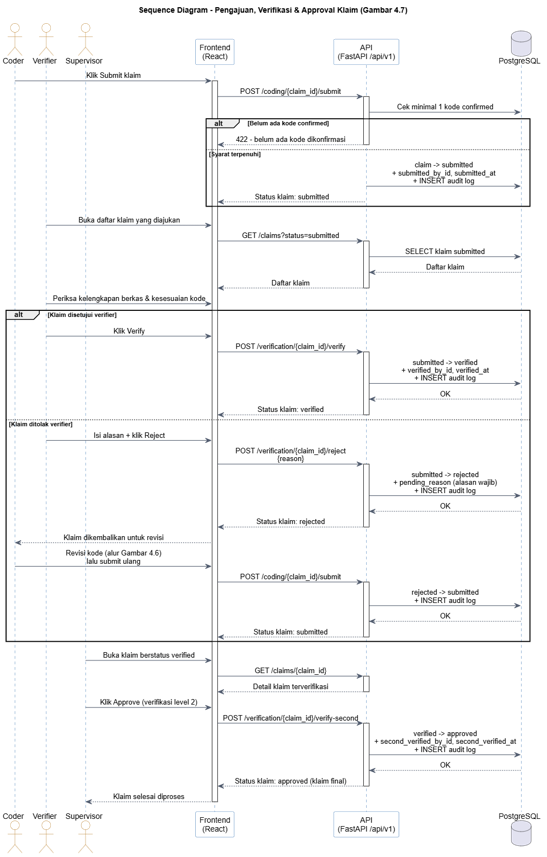 Sequence Diagram - Pengajuan, Verifikasi & Approval Klaim (Gambar 4.7)
Coder
Verifier
Supervisor
Frontend
(React)
API
(FastAPI /api/v1)
PostgreSQL
Klik Submit klaim
POST /coding/{claim_id}/submit
Cek minimal 1 kode confirmed
alt
[Belum ada kode confirmed]
422 - belum ada kode dikonfirmasi
[Syarat terpenuhi]
claim -> submitted
+ submitted_by_id, submitted_at
+ INSERT audit log
Status klaim: submitted
Buka daftar klaim yang diajukan
GET /claims?status=submitted
SELECT klaim submitted
Daftar klaim
Daftar klaim
Periksa kelengkapan berkas & kesesuaian kode
alt
[Klaim disetujui verifier]
Klik Verify
POST /verification/{claim_id}/verify
submitted -> verified
+ verified_by_id, verified_at
+ INSERT audit log
OK
Status klaim: verified
[Klaim ditolak verifier]
Isi alasan + klik Reject
POST /verification/{claim_id}/reject
{reason}
submitted -> rejected
+ pending_reason (alasan wajib)
+ INSERT audit log
OK
Status klaim: rejected
Klaim dikembalikan untuk revisi
Revisi kode (alur Gambar 4.6)
lalu submit ulang
POST /coding/{claim_id}/submit
rejected -> submitted
+ INSERT audit log
OK
Status klaim: submitted
Buka klaim berstatus verified
GET /claims/{claim_id}
Detail klaim terverifikasi
Klik Approve (verifikasi level 2)
POST /verification/{claim_id}/verify-second
verified -> approved
+ second_verified_by_id, second_verified_at
+ INSERT audit log
OK
Status klaim: approved (klaim final)
Klaim selesai diproses
Coder
Verifier
Supervisor
Frontend
(React)
API
(FastAPI /api/v1)
PostgreSQL